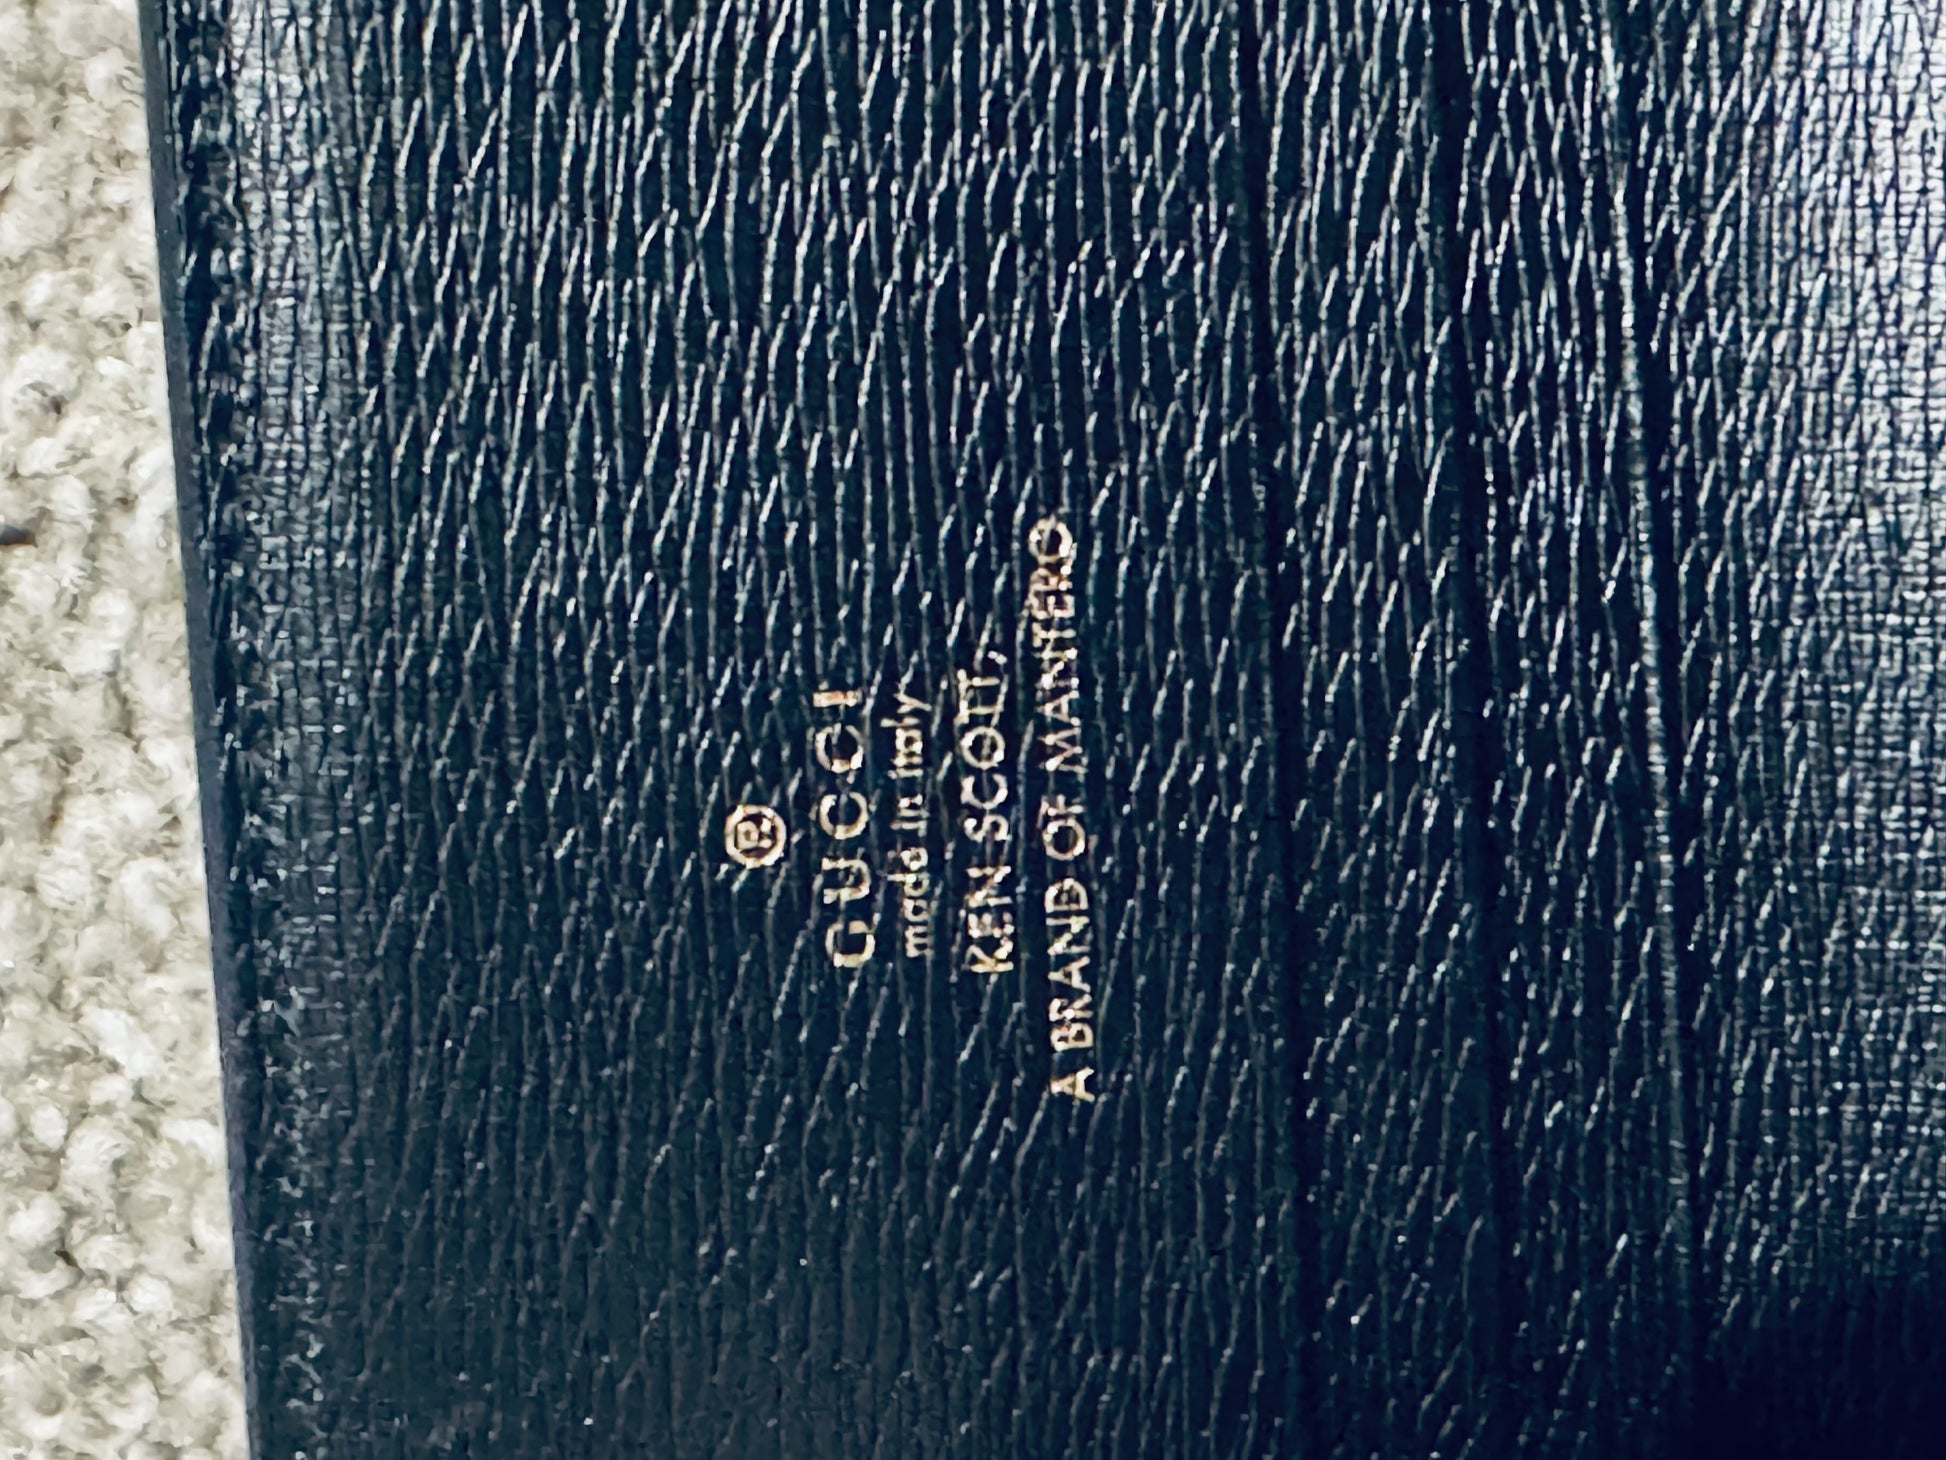 ®
GUCCI
made in italy
KEN SCOTT,
A BRAND OF MANTERO